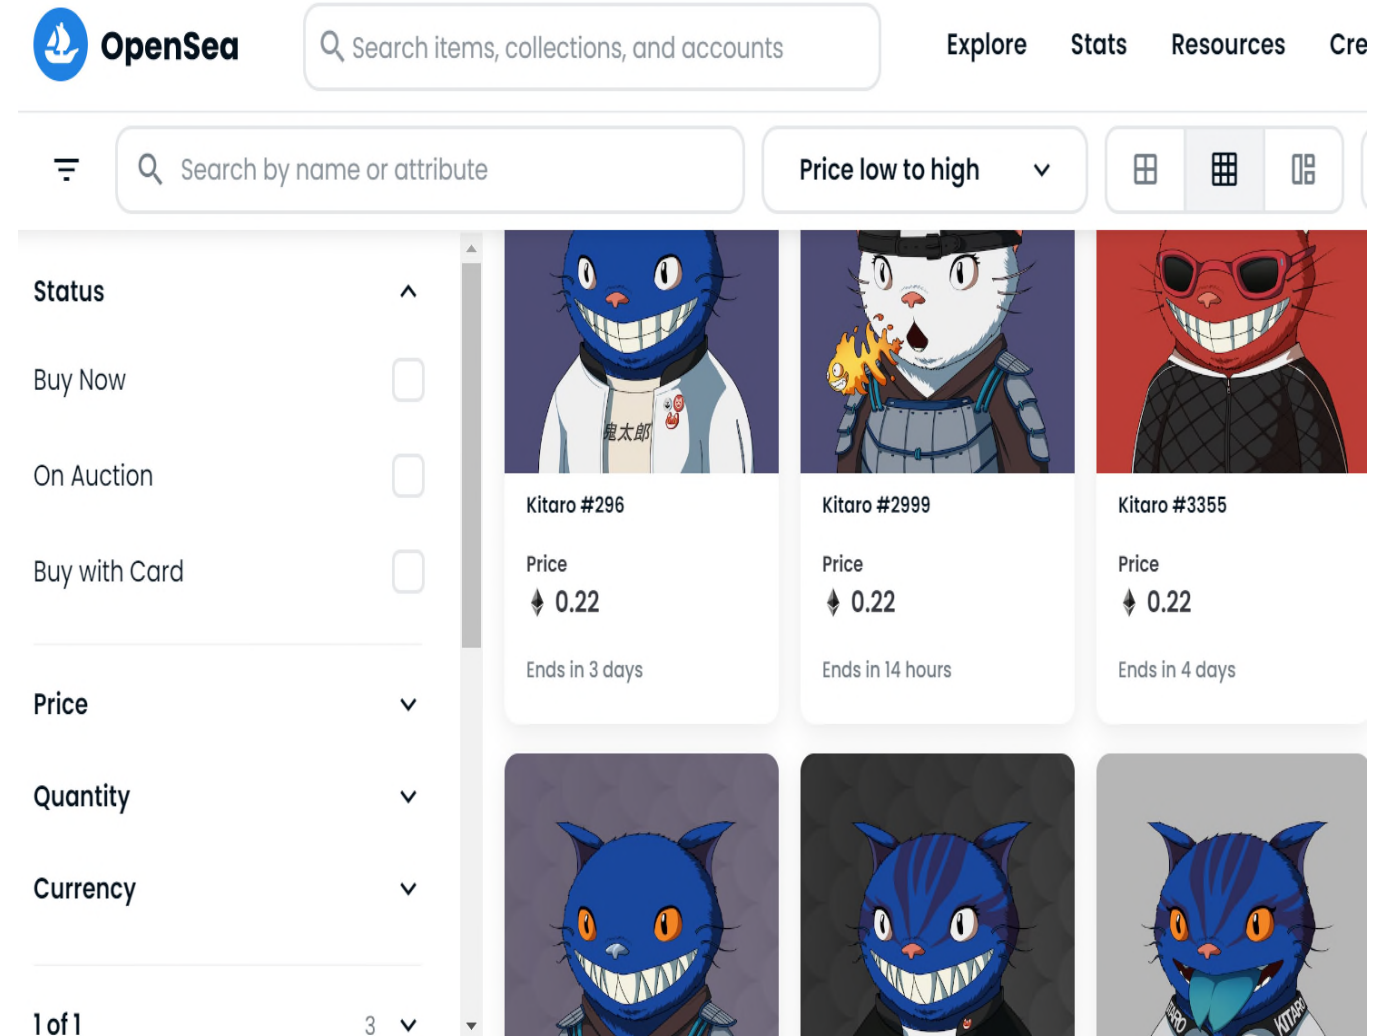 OpenSea
Search items, collections, and accounts
Explore
Stats
Resources
Cre
Search by name or attribute
Price low to high
Status
Buy Now
On Auction
Buy with Card
Price
Quantity
Currency
1 of 1
3
鬼太郎
Kitaro #296
Price
0.22
Ends in 3 days
Kitaro #2999
Price
0.22
Ends in 14 hours
Kitaro #3355
Price
0.22
Ends in 4 days
TARO
KITARO